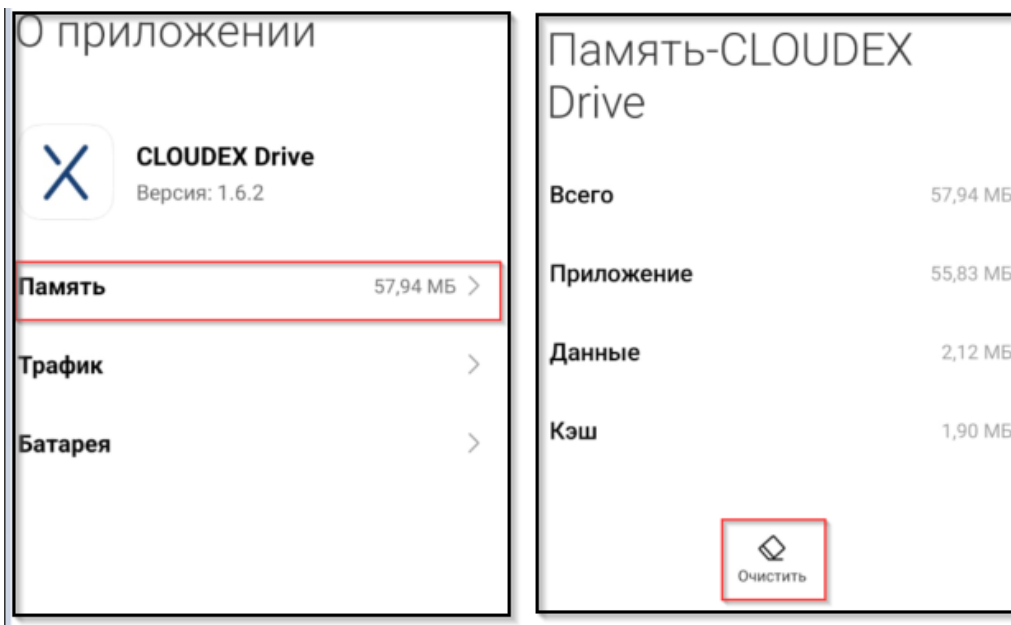 О приложении
CLOUDEX Drive
Версия: 1.6.2
Память 57,94 МБ
Трафик
Батарея
Память-CLOUDEX
Drive
Всего 57,94 МБ
Приложение 55,83 МБ
Данные 2,12 МБ
Кэш 1,90 МБ
Очистить